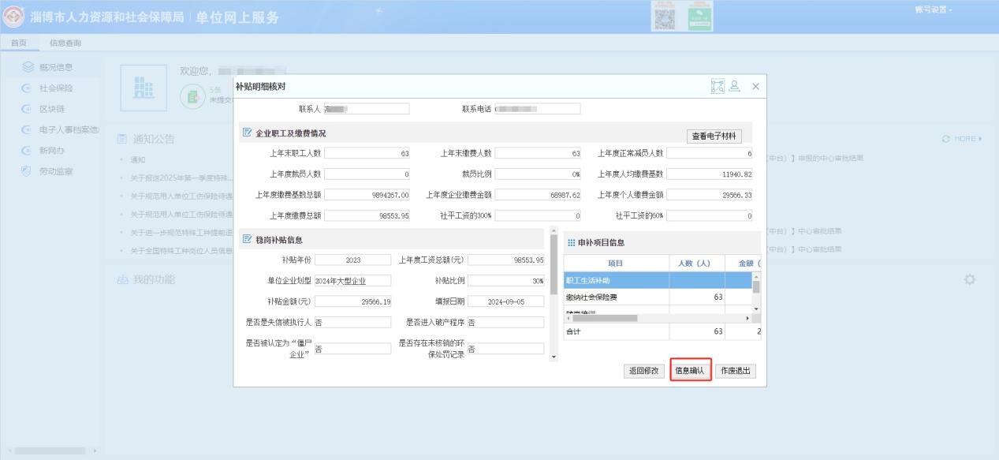 淄博市人力资源和社会保障局 | 单位网上服务
账号设置
首页 信息查询
概况信息
社会保险
区块链
电子人事档案信
新网办
劳动监察
欢迎您,
5条
未提交
通知公告
MORE
通知
关于报送2025年第一季度特殊...
关于规范用人单位工伤保险待遇
关于规范用人单位工伤保险待遇
关于进一步规范特殊工种提前退
关于全国特殊工种岗位人员信息
中台）】申报的中心审批结果
中台）】中心审批结果
中台）】中心审批结果
我的功能
补贴明细核对
联系人 联系电话
企业职工及缴费情况 查看电子材料
上年末职工人数 63 上年末缴费人数 63 上年度正常减员人数 6
上年度裁员人数 0 裁员比例 0% 上年度人均缴费基数 11940.82
上年度缴费基数总额 9894267.00 上年度企业缴费金额 68987.62 上年度个人缴费金额 29566.33
上年度缴费总额 98553.95 社平工资的300% 0 社平工资的60% 0
稳岗补贴信息
补贴年份 2023 上年度工资总额(元) 98553.95
单位企业划型 2024年大型企业 补贴比例 30%
补贴金额(元) 29566.19 填报日期 2024-09-05
是否是失信被执行人 否 是否进入破产程序 否
是否被认定为“僵尸企业” 否 是否存在未核销的环保处罚记录 否
申补项目信息
项目 人数（人） 金额（
职工生活补助
缴纳社会保险费 63
合计 63 2
返回修改 信息确认 作废退出